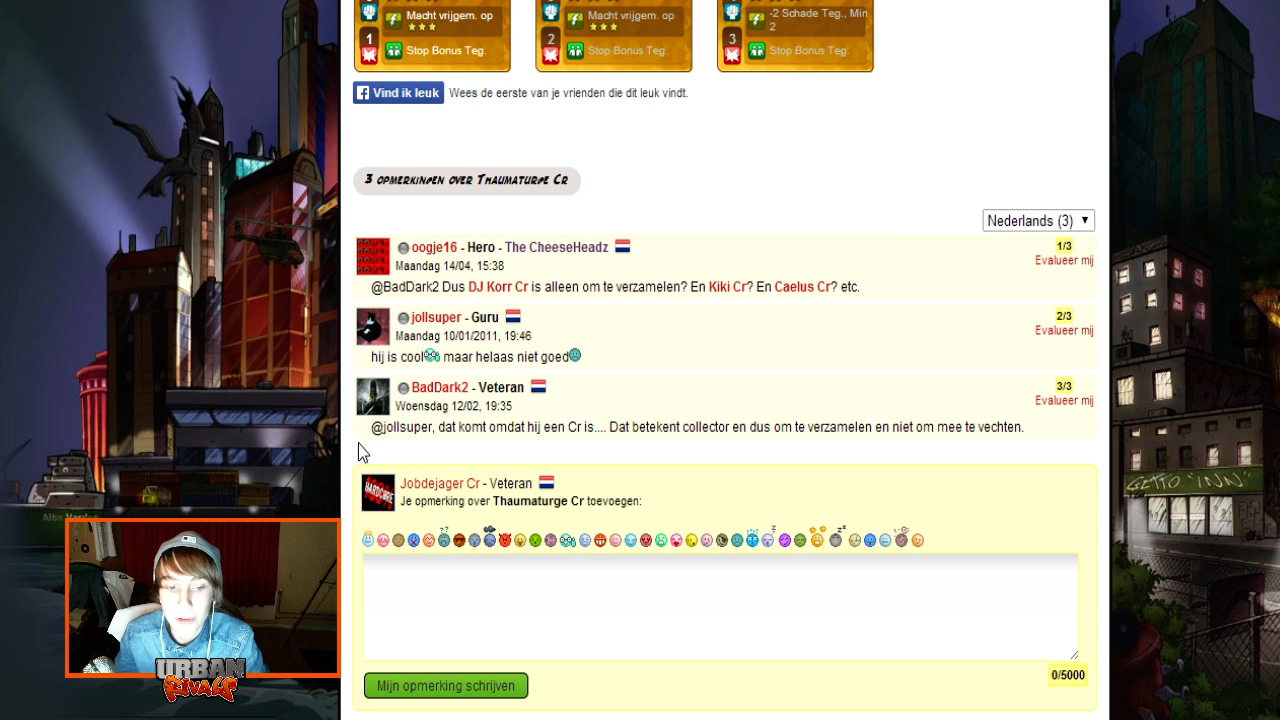 Macht vrijgem. op
1
Stop Bonus Teg.
Macht vrijgem. op
2
Stop Bonus Teg.
-2 Schade Teg., Min
2
3
Stop Bonus Teg.
Vind ik leuk Wees de eerste van je vrienden die dit leuk vindt.
3 opmerkingen over Thaumaturge Cr
Nederlands (3)
oogje16 - Hero - The CheeseHeadz
1/3
Maandag 14/04, 15:38
Evalueer mij
@BadDark2 Dus DJ Korr Cr is alleen om te verzamelen? En Kiki Cr? En Caelus Cr? etc.
jollsuper - Guru
2/3
Maandag 10/01/2011, 19:46
Evalueer mij
hij is cool maar helaas niet goed
BadDark2 - Veteran
3/3
Woensdag 12/02, 19:35
Evalueer mij
@jollsuper, dat komt omdat hij een Cr is.... Dat betekent collector en dus om te verzamelen en niet om mee te vechten.
HARDCORE
Jobdejager Cr - Veteran
Je opmerking over Thaumaturge Cr toevoegen:
0/5000
Mijn opmerking schrijven
GETTO 'INN'
URBAN
RIVALS